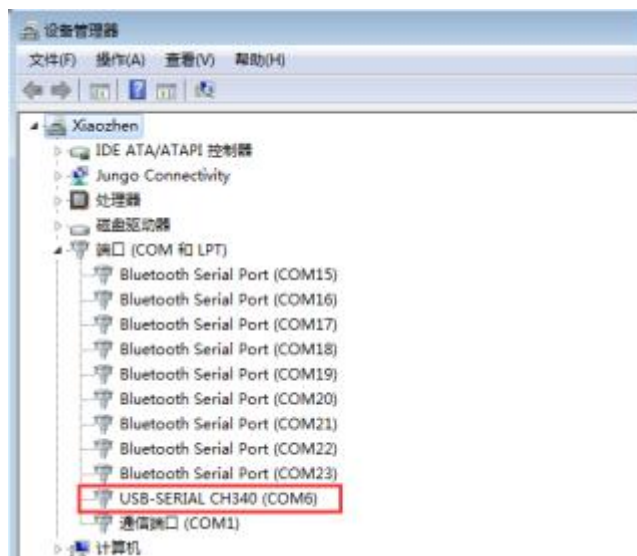 设备管理器
文件(F) 操作(A) 查看(V) 帮助(H)
Xiaozhen
IDE ATA/ATAPI 控制器
Jungo Connectivity
处理器
磁盘驱动器
端口 (COM 和 LPT)
Bluetooth Serial Port (COM15)
Bluetooth Serial Port (COM16)
Bluetooth Serial Port (COM17)
Bluetooth Serial Port (COM18)
Bluetooth Serial Port (COM19)
Bluetooth Serial Port (COM20)
Bluetooth Serial Port (COM21)
Bluetooth Serial Port (COM22)
Bluetooth Serial Port (COM23)
USB-SERIAL CH340 (COM6)
通信端口 (COM1)
计算机